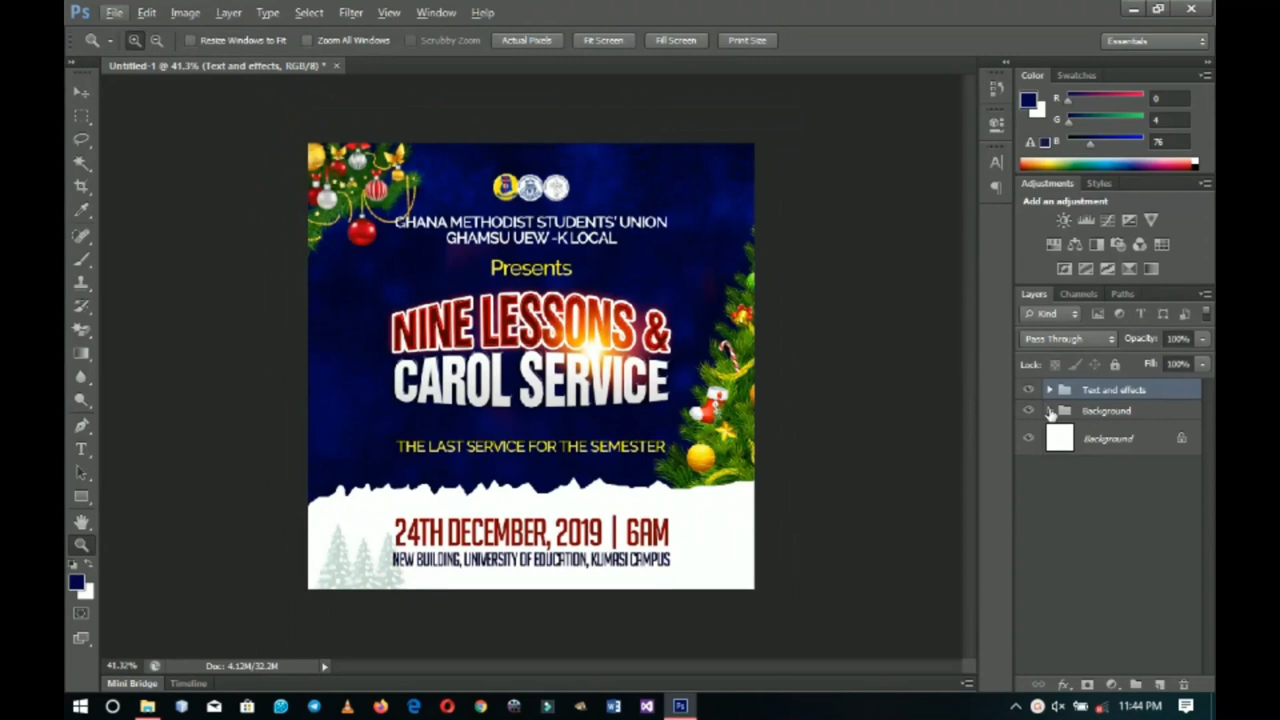 Ps File Edit Image Layer Type Select Filter View Window Help
Resize Windows to Fit Zoom All Windows Scrubby Zoom Actual Pixels Fit Screen Fill Screen Print Size Essentials
Untitled-1 @ 41.3% (Text and effects, RGB/8) * ×
GHANA METHODIST STUDENTS' UNION
GHAMSU UEW -K LOCAL
Presents
NINE LESSONS &
CAROL SERVICE
THE LAST SERVICE FOR THE SEMESTER
24TH DECEMBER, 2019 | 6AM
NEW BUILDING, UNIVERSITY OF EDUCATION, KUMASI CAMPUS
Color Swatches
R 0
G 4
B 76
Adjustments Styles
Add an adjustment
Layers Channels Paths
Kind
Pass Through Opacity: 100%
Lock: Fill: 100%
Text and effects
Background
Background
41.32% Doc: 4.12M/32.2M
Mini Bridge Timeline
11:44 PM